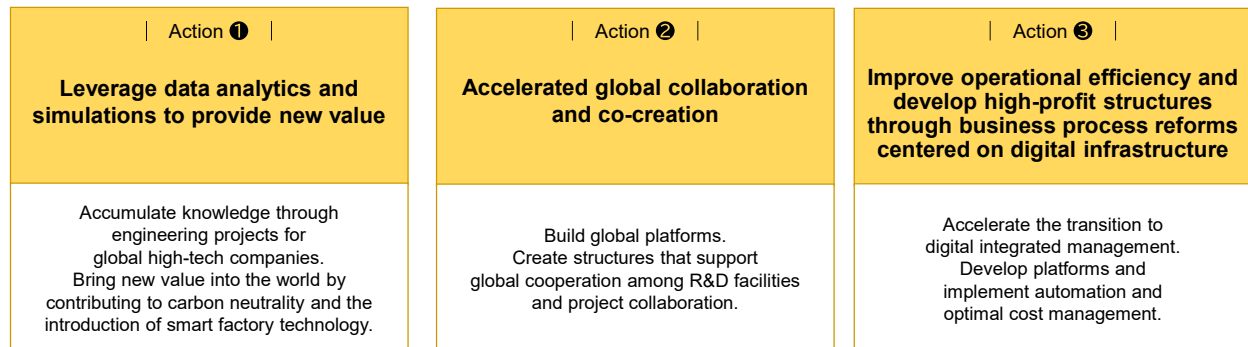 | Action ❶ |
Leverage data analytics and
simulations to provide new value
Accumulate knowledge through
engineering projects for
global high-tech companies.
Bring new value into the world by
contributing to carbon neutrality and the
introduction of smart factory technology.
| Action ❷ |
Accelerated global collaboration
and co-creation
Build global platforms.
Create structures that support
global cooperation among R&D facilities
and project collaboration.
| Action ❸ |
Improve operational efficiency and
develop high-profit structures
through business process reforms
centered on digital infrastructure
Accelerate the transition to
digital integrated management.
Develop platforms and
implement automation and
optimal cost management.